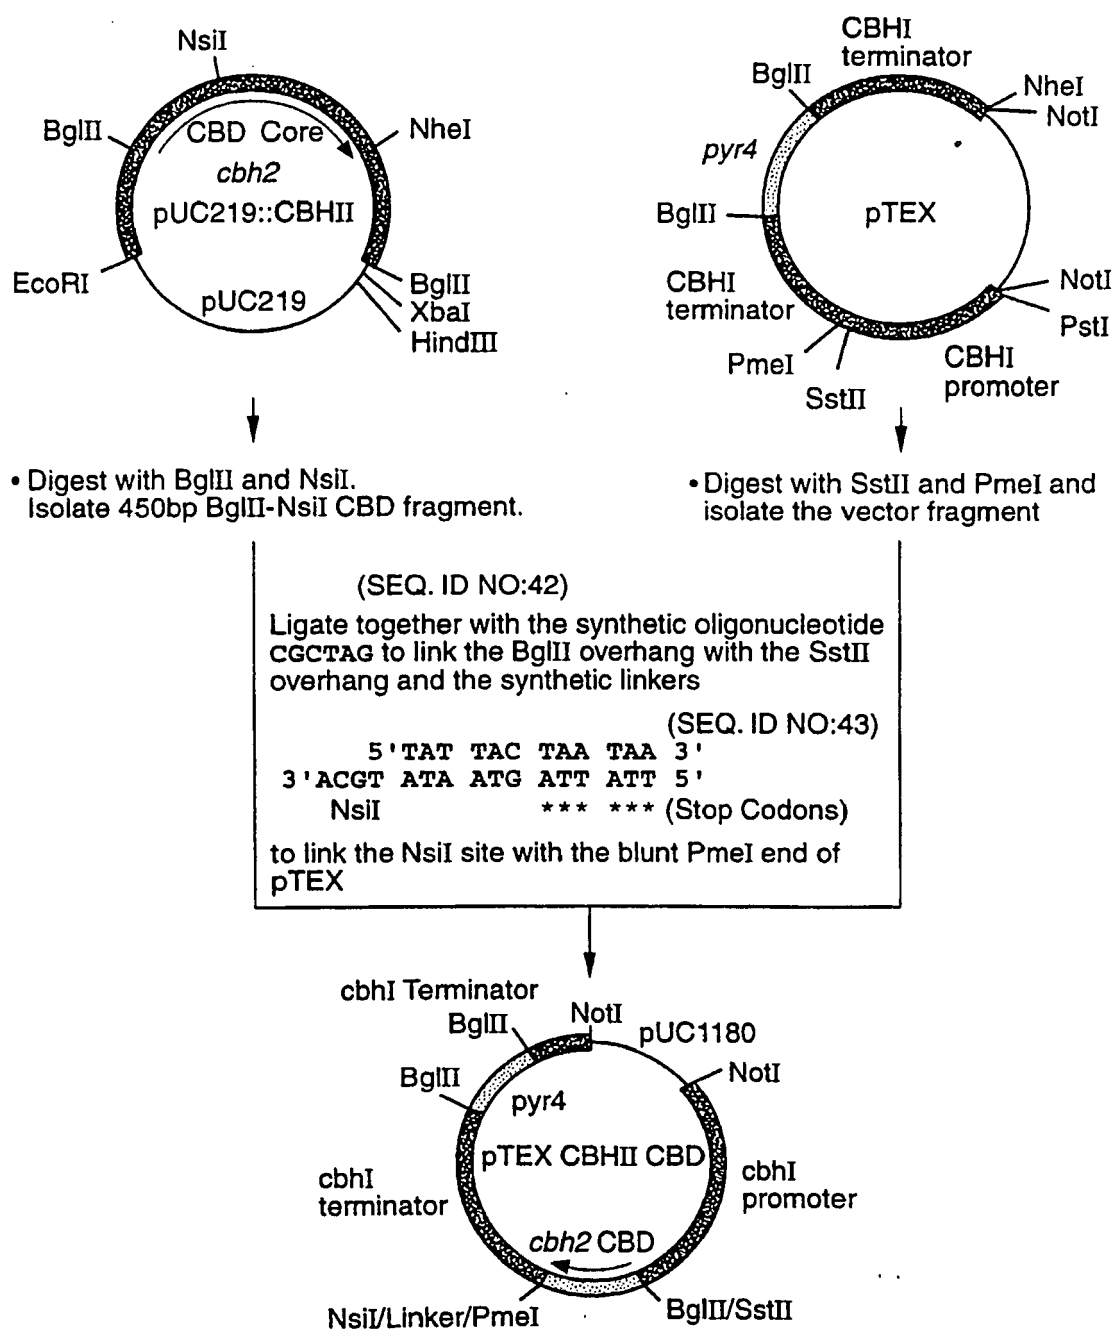 NsiI
BglII
CBD Core
NheI
cbh2
pUC219::CBHII
EcoRI
pUC219
BglII
XbaI
HindIII
CBHI
terminator
BglII
NheI
NotI
pyr4
BglII
pTEX
CBHI
terminator
NotI
PstI
PmeI
SstII
CBHI
promoter
• Digest with BglII and NsiI.
Isolate 450bp BglII-NsiI CBD fragment.
• Digest with SstII and PmeI and
isolate the vector fragment
(SEQ. ID NO:42)
Ligate together with the synthetic oligonucleotide
CGCTAG to link the BglII overhang with the SstII
overhang and the synthetic linkers
(SEQ. ID NO:43)
5'TAT TAC TAA TAA 3'
3'ACGT ATA ATG ATT ATT 5'
NsiI *** *** (Stop Codons)
to link the NsiI site with the blunt PmeI end of
pTEX
cbhI Terminator
BglII
NotI
pUC1180
BglII
NotI
pyr4
pTEX CBHII CBD
cbhI
terminator
cbhI
promoter
cbh2 CBD
NsiI/Linker/PmeI
BglII/SstII